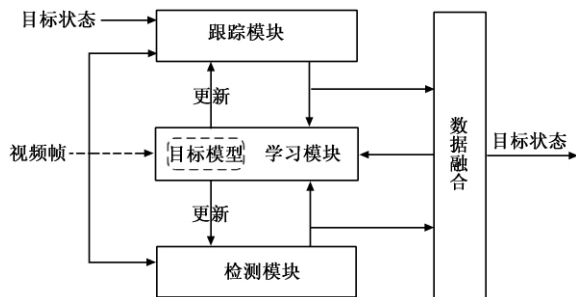 目标状态
跟踪模块
更新
视频帧
目标模型
学习模块
数据融合
目标状态
更新
检测模块